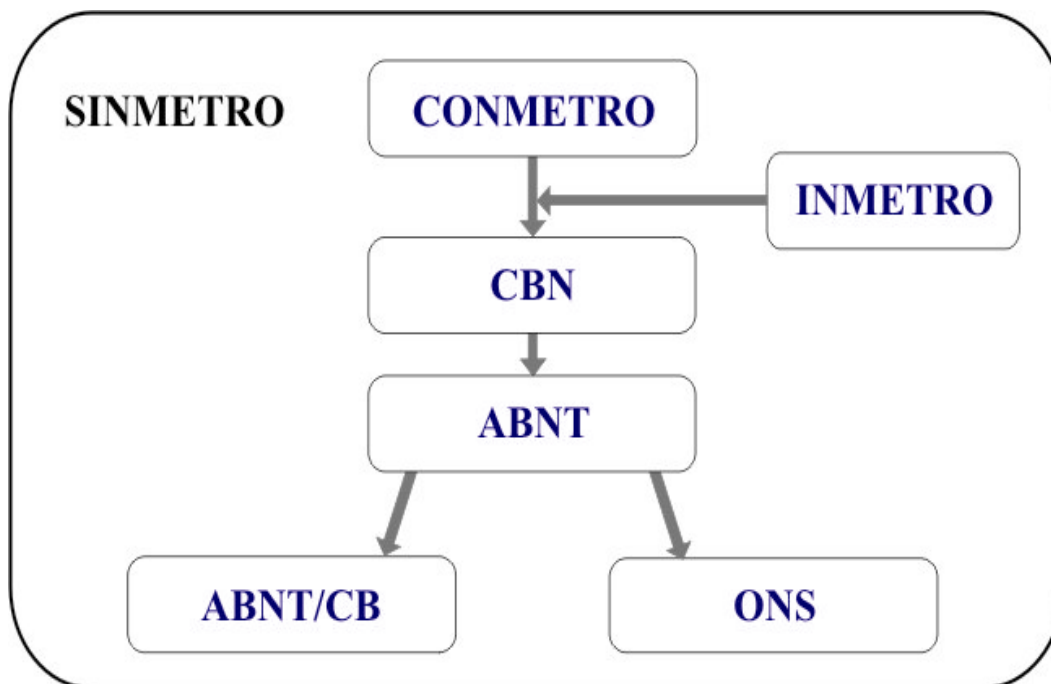 SINMETRO
CONMETRO
INMETRO
CBN
ABNT
ABNT/CB
ONS